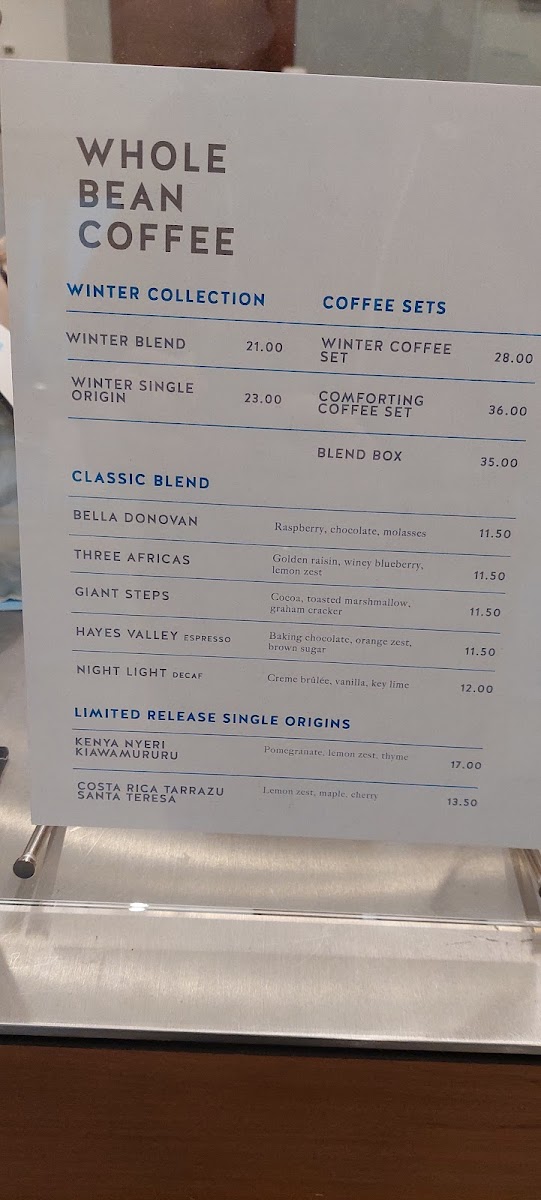 WHOLE
BEAN
COFFEE
WINTER COLLECTION
WINTER BLEND 21.00
WINTER SINGLE
ORIGIN 23.00
COFFEE SETS
WINTER COFFEE
SET 28.00
COMFORTING
COFFEE SET 36.00
BLEND BOX 35.00
CLASSIC BLEND
BELLA DONOVAN Raspberry, chocolate, molasses 11.50
THREE AFRICAS Golden raisin, winey blueberry,
lemon zest 11.50
GIANT STEPS Cocoa, toasted marshmallow,
graham cracker 11.50
HAYES VALLEY ESPRESSO Baking chocolate, orange zest,
brown sugar 11.50
NIGHT LIGHT DECAF Creme brûlée, vanilla, key lime 12.00
LIMITED RELEASE SINGLE ORIGINS
KENYA NYERI
KIAWAMURURU Pomegranate, lemon zest, thyme 17.00
COSTA RICA TARRAZU
SANTA TERESA Lemon zest, maple, cherry 13.50